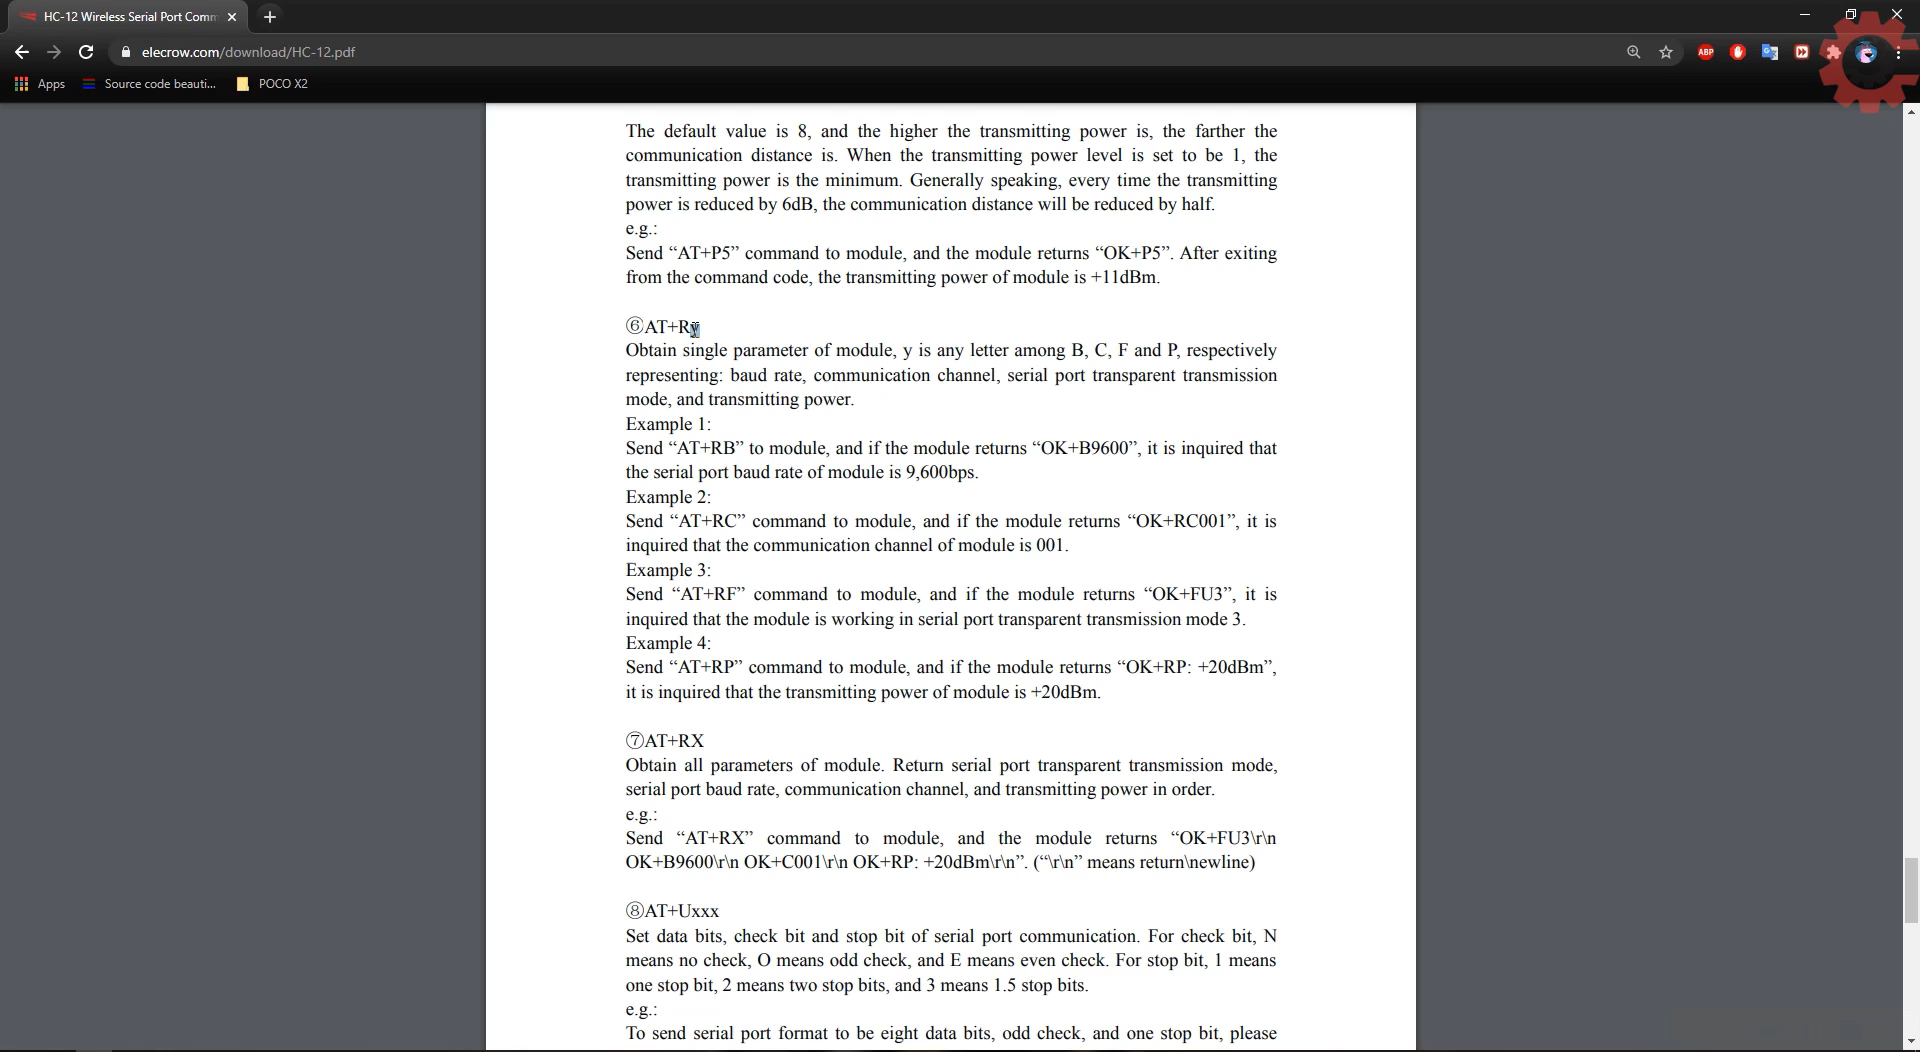 HC-12 Wireless Serial Port Comm
elecrow.com/download/HC-12.pdf
ABP
Apps
Source code beauti...
POCO X2
The default value is 8, and the higher the transmitting power is, the farther the
communication distance is. When the transmitting power level is set to be 1, the
transmitting power is the minimum. Generally speaking, every time the transmitting
power is reduced by 6dB, the communication distance will be reduced by half.
e.g.:
Send “AT+P5” command to module, and the module returns “OK+P5”. After exiting
from the command code, the transmitting power of module is +11dBm.
⑥AT+Ry
Obtain single parameter of module, y is any letter among B, C, F and P, respectively
representing: baud rate, communication channel, serial port transparent transmission
mode, and transmitting power.
Example 1:
Send “AT+RB” to module, and if the module returns “OK+B9600”, it is inquired that
the serial port baud rate of module is 9,600bps.
Example 2:
Send “AT+RC” command to module, and if the module returns “OK+RC001”, it is
inquired that the communication channel of module is 001.
Example 3:
Send “AT+RF” command to module, and if the module returns “OK+FU3”, it is
inquired that the module is working in serial port transparent transmission mode 3.
Example 4:
Send “AT+RP” command to module, and if the module returns “OK+RP: +20dBm”,
it is inquired that the transmitting power of module is +20dBm.
⑦AT+RX
Obtain all parameters of module. Return serial port transparent transmission mode,
serial port baud rate, communication channel, and transmitting power in order.
e.g.:
Send “AT+RX” command to module, and the module returns “OK+FU3\r\n
OK+B9600\r\n OK+C001\r\n OK+RP: +20dBm\r\n”. (“\r\n” means return\newline)
⑧AT+Uxxx
Set data bits, check bit and stop bit of serial port communication. For check bit, N
means no check, O means odd check, and E means even check. For stop bit, 1 means
one stop bit, 2 means two stop bits, and 3 means 1.5 stop bits.
e.g.:
To send serial port format to be eight data bits, odd check, and one stop bit, please